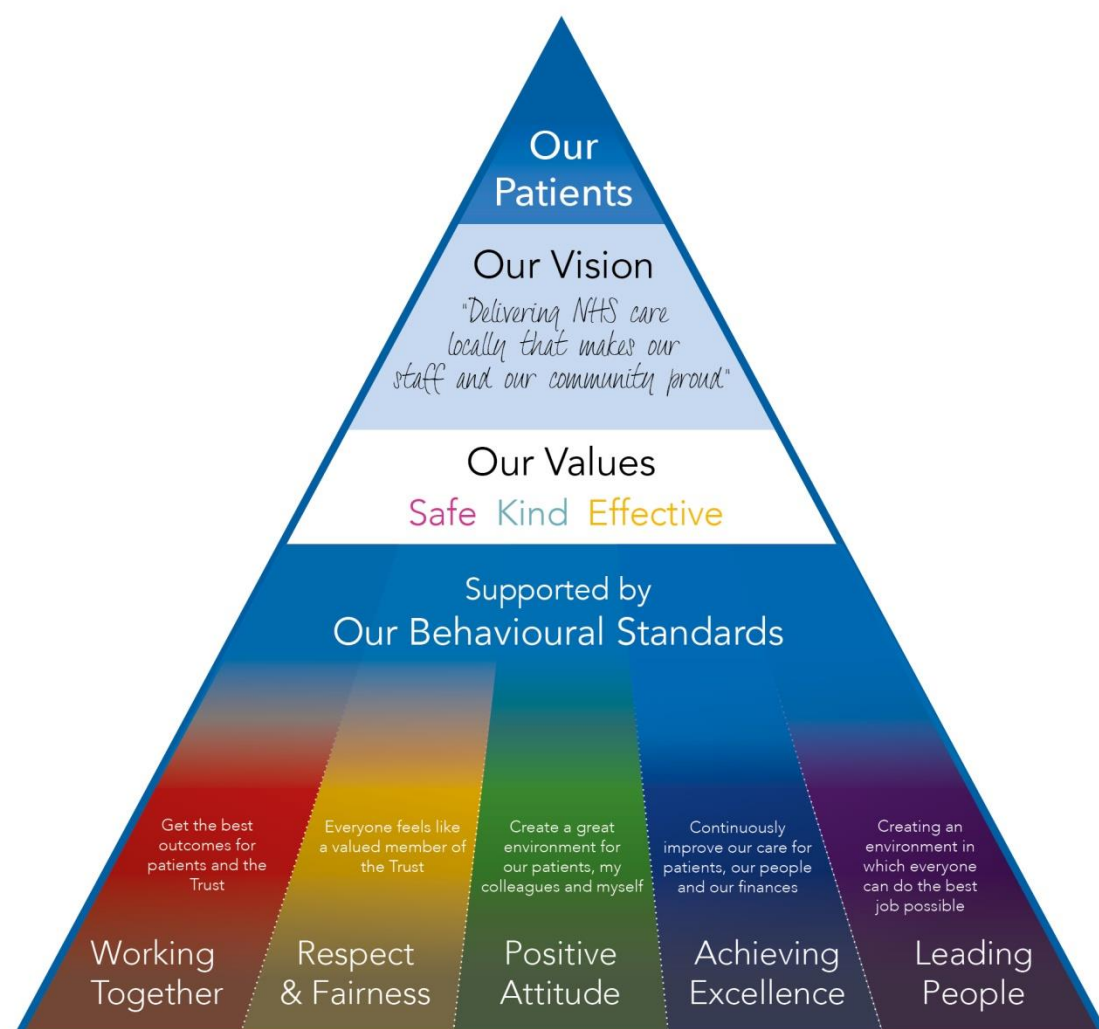 Our
Patients
Our Vision
"Delivering NHS care
locally that makes our
staff and our community proud"
Our Values
Safe Kind Effective
Supported by
Our Behavioural Standards
Get the best
outcomes for
patients and the
Trust
Working
Together
Everyone feels like
a valued member of
the Trust
Respect
& Fairness
Create a great
environment for
our patients, my
colleagues and myself
Positive
Attitude
Continuously
improve our care for
patients, our people
and our finances
Achieving
Excellence
Creating an
environment in
which everyone
can do the best
job possible
Leading
People